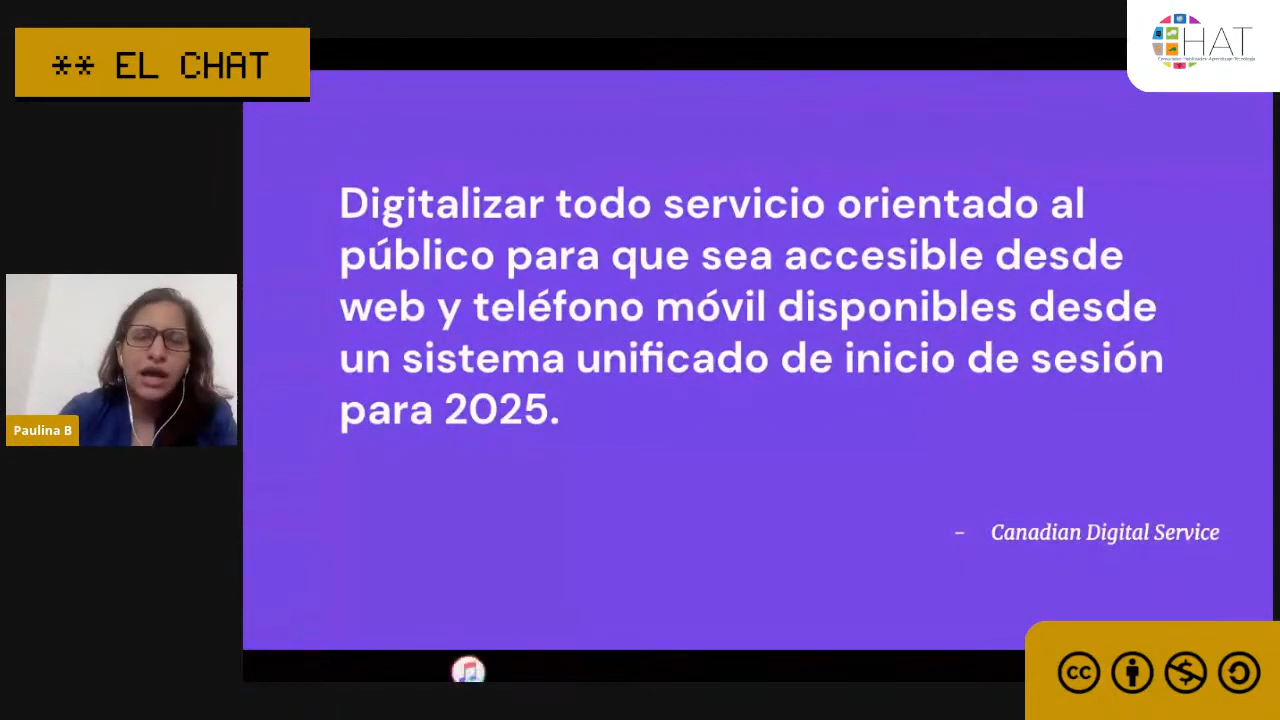 ** EL CHAT
HAT
Digitalizar todo servicio orientado al
público para que sea accesible desde
web y teléfono móvil disponibles desde
un sistema unificado de inicio de sesión
para 2025.
Paulina B
- Canadian Digital Service
cc